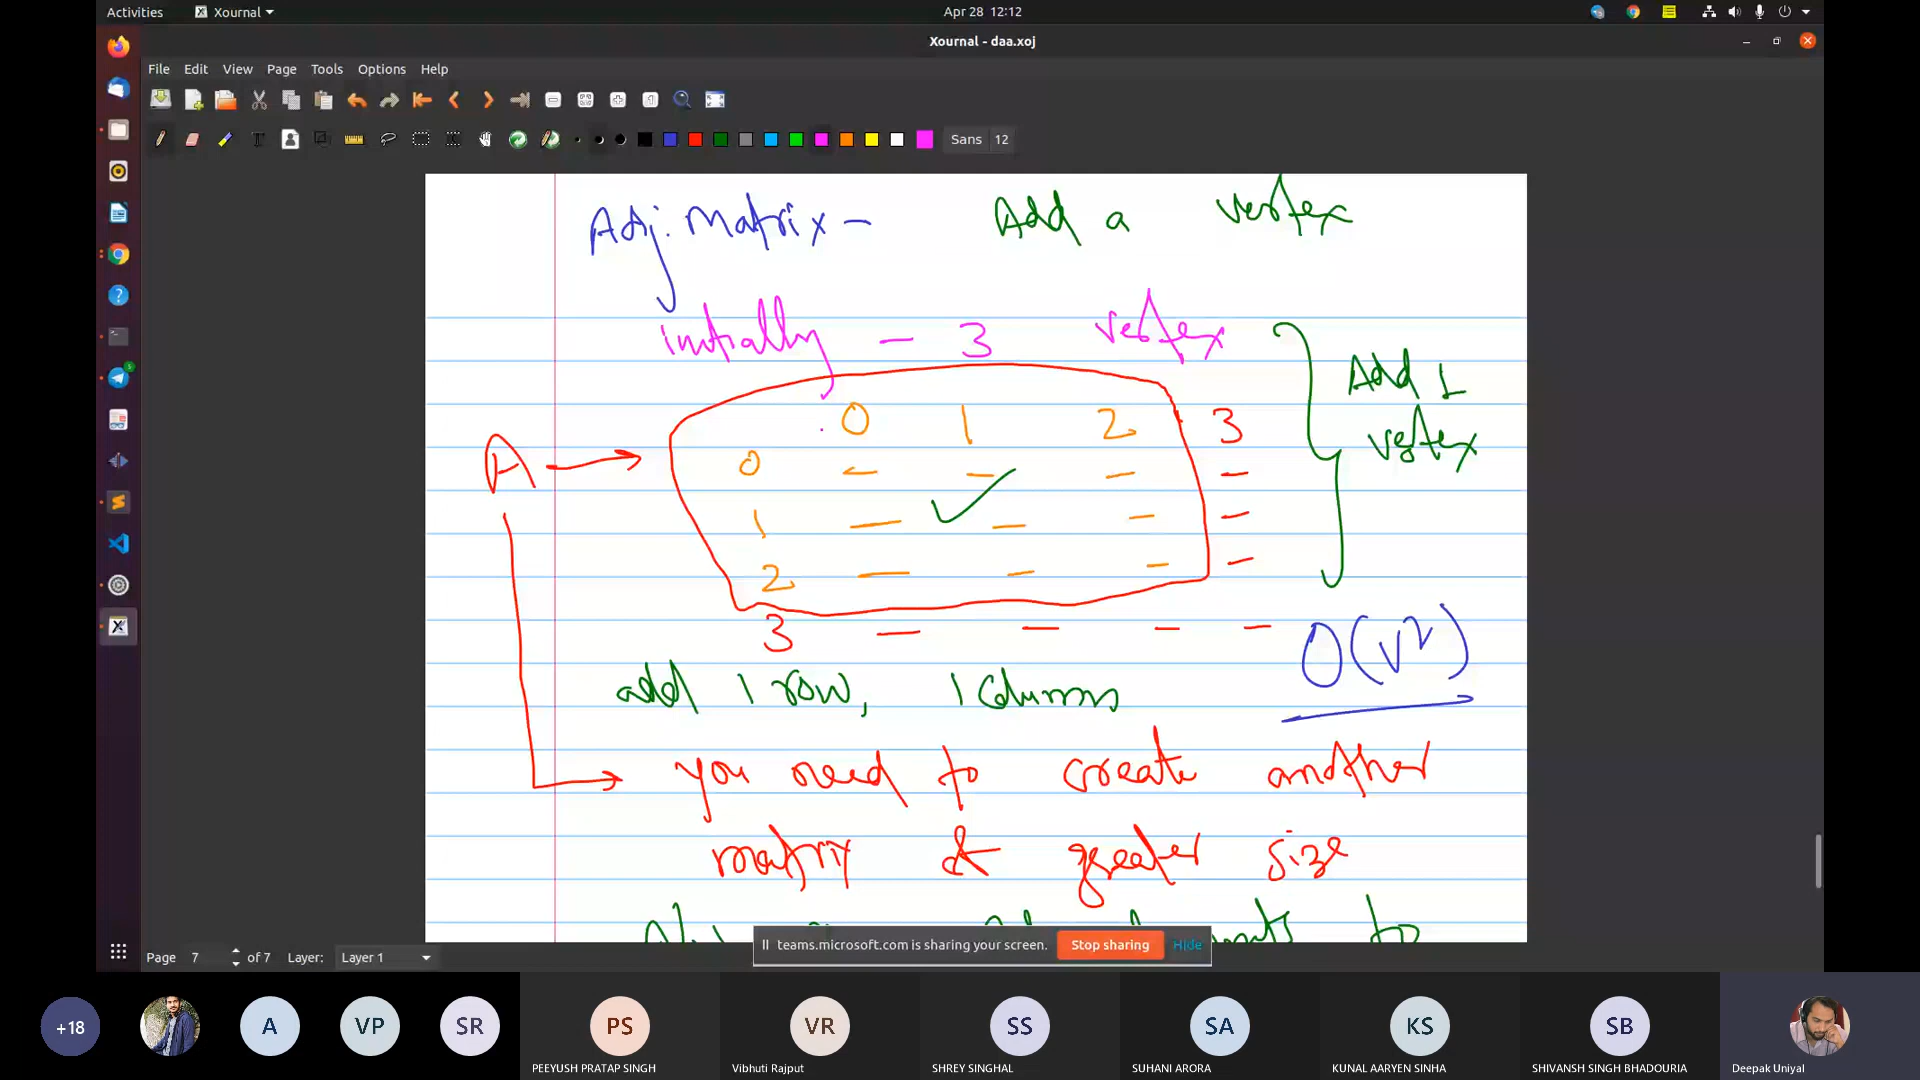 Activities Xournal Apr 28 12:12
Xournal - daa.xoj
File Edit View Page Tools Options Help
Sans 12
Adj. Matrix - Add a vertex
initially - 3 vertex
Add 1
vertex
0 1 2 3
A → 0 - - - -
1 - - - -
2 - - - -
3 - - - -
O(V²)
add 1 row, 1 column
you need to create another
matrix of greater size
to
teams.microsoft.com is sharing your screen. Stop sharing Hide
Page 7 of 7 Layer: Layer 1
+18 A VP SR PS VR SS SA KS SB
PEEYUSH PRATAP SINGH Vibhuti Rajput SHREY SINGHAL SUHANI ARORA KUNAL AARYEN SINHA SHIVANSH SINGH BHADOURIA Deepak Uniyal